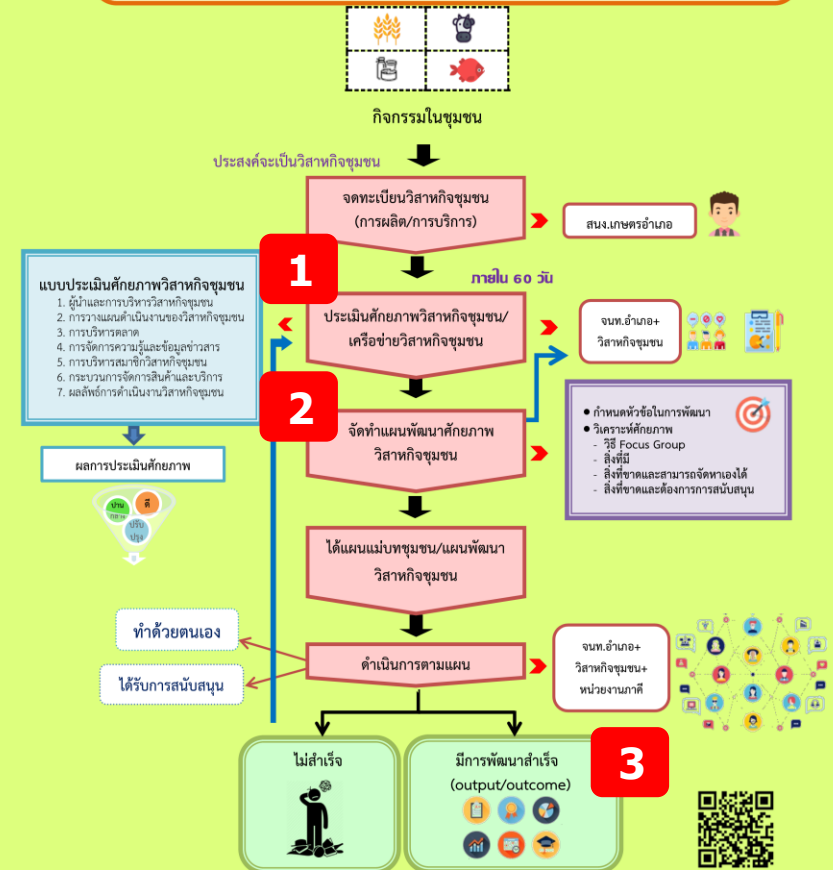 กิจกรรมในชุมชน
ประสงค์จะเป็นวิสาหกิจชุมชน
จดทะเบียนวิสาหกิจชุมชน
(การผลิต/การบริการ)
สนง.เกษตรอำเภอ
1
ภายใน 60 วัน
แบบประเมินศักยภาพวิสาหกิจชุมชน
1. ผู้นำและการบริหารวิสาหกิจชุมชน
2. การวางแผนดำเนินงานของวิสาหกิจชุมชน
3. การบริหารตลาด
4. การจัดการความรู้และข้อมูลข่าวสาร
5. การบริหารสมาชิกวิสาหกิจชุมชน
6. กระบวนการจัดการสินค้าและบริการ
7. ผลลัพธ์การดำเนินงานวิสาหกิจชุมชน
ประเมินศักยภาพวิสาหกิจชุมชน/
เครือข่ายวิสาหกิจชุมชน
จนท.อำเภอ+
วิสาหกิจชุมชน
2
จัดทำแผนพัฒนาศักยภาพ
วิสาหกิจชุมชน
● กำหนดหัวข้อในการพัฒนา
● วิเคราะห์ศักยภาพ
- วิธี Focus Group
- สิ่งที่มี
- สิ่งที่ขาดและสามารถจัดหาเองได้
- สิ่งที่ขาดและต้องการการสนับสนุน
ผลการประเมินศักยภาพ
ปาน
กลาง
ดี
ปรับ
ปรุง
ได้แผนแม่บทชุมชน/แผนพัฒนา
วิสาหกิจชุมชน
ทำด้วยตนเอง
ได้รับการสนับสนุน
ดำเนินการตามแผน
จนท.อำเภอ+
วิสาหกิจชุมชน+
หน่วยงานภาคี
ไม่สำเร็จ
มีการพัฒนาสำเร็จ
(output/outcome)
3